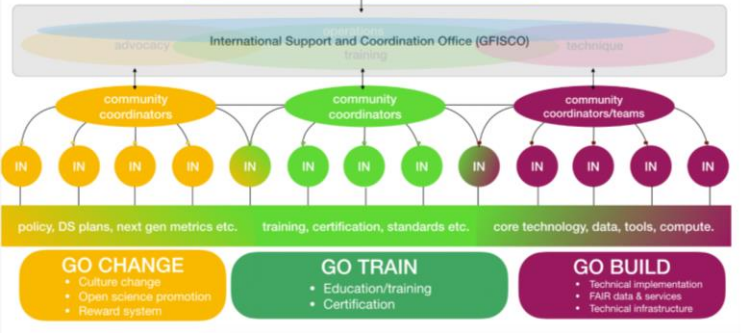 operations
International Support and Coordination Office (GFISCO)
advocacy
technique
training
community
coordinators
community
coordinators
community
coordinators/teams
IN
IN
IN
IN
IN
IN
IN
IN
IN
IN
IN
IN
IN
policy, DS plans, next gen metrics etc.
training, certification, standards etc.
core technology, data, tools, compute.
GO CHANGE
• Culture change
• Open science promotion
• Reward system
GO TRAIN
• Education/training
• Certification
GO BUILD
• Technical implementation
• FAIR data & services
• Technical infrastructure